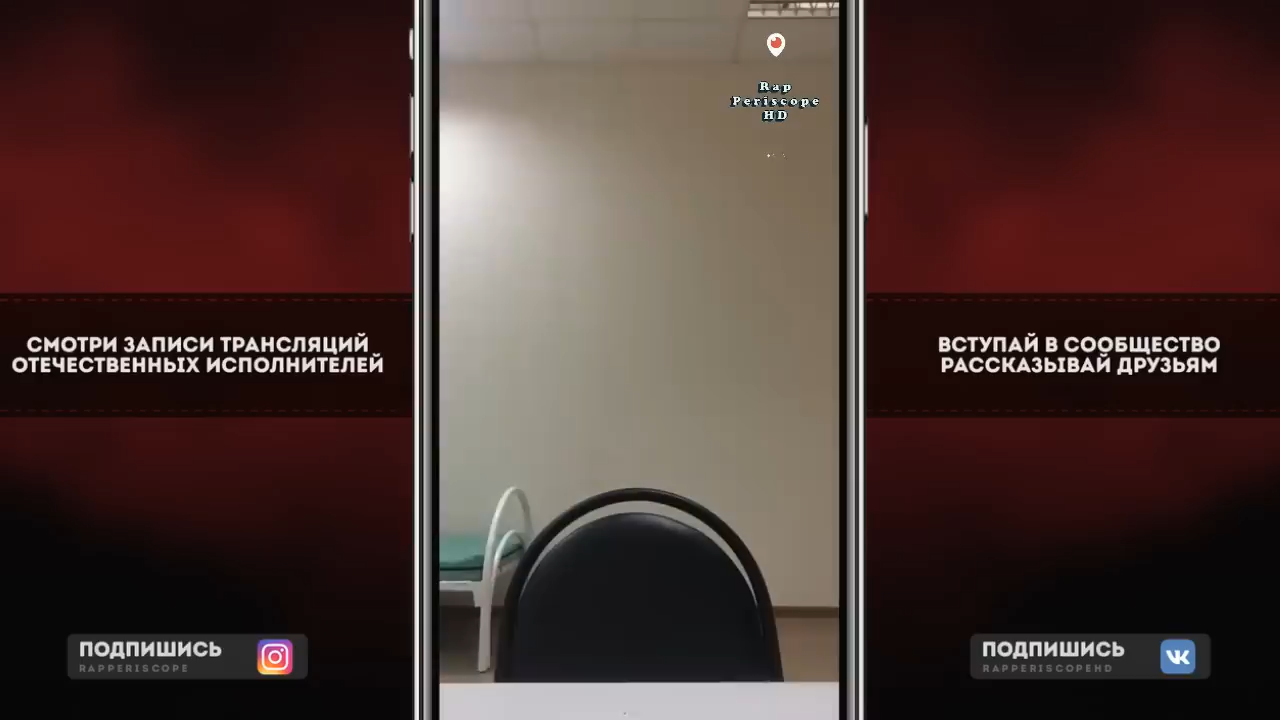 Rap
Periscope
HD
СМОТРИ ЗАПИСИ ТРАНСЛЯЦИЙ
ОТЕЧЕСТВЕННЫХ ИСПОЛНИТЕЛЕЙ
ВСТУПАЙ В СООБЩЕСТВО
РАССКАЗЫВАЙ ДРУЗЬЯМ
ПОДПИШИСЬ
RAPPERISCOPE
ПОДПИШИСЬ
RAPPERISCOPEHD